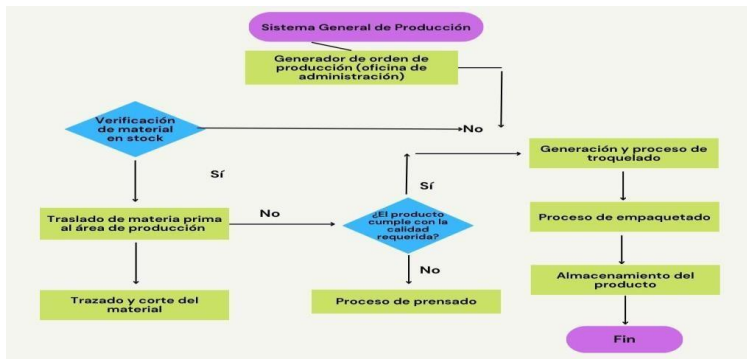 Sistema General de Producción
Generador de orden de
producción (oficina de
administración)
Verificación
de material
en stock
No
Generación y proceso de
troquelado
Sí
Sí
Traslado de materia prima
al área de producción
No
¿El producto
cumple con la
calidad
requerida?
Proceso de empaquetado
No
Trazado y corte del
material
Proceso de prensado
Almacenamiento del
producto
Fin